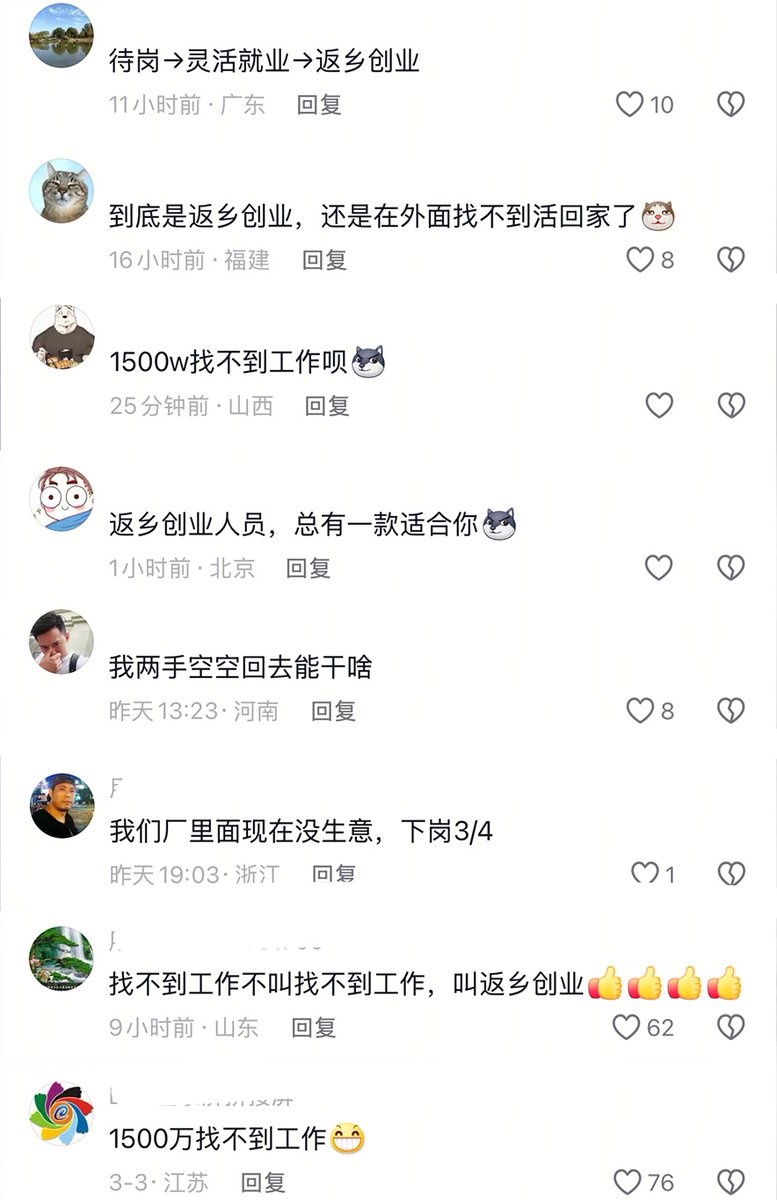 待岗→灵活就业→返乡创业
11小时前·广东 回复 10
到底是返乡创业，还是在外面找不到活回家了
16小时前·福建 回复 8
1500w找不到工作呗
25分钟前·山西 回复
返乡创业人员，总有一款适合你
1小时前·北京 回复
我两手空空回去能干啥
昨天13:23·河南 回复 8
我们厂里面现在没生意，下岗3/4
昨天19:03·浙江 回复 1
找不到工作不叫找不到工作，叫返乡创业👍👍👍👍
9小时前·山东 回复 62
1500万找不到工作😁
3-3·江苏 回复 76